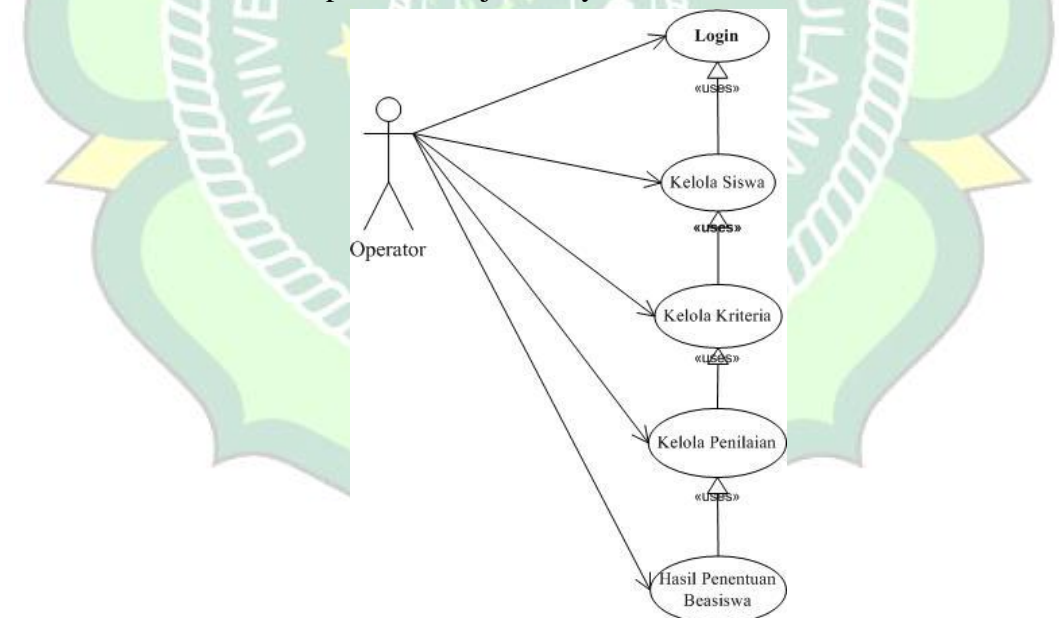 Login
«uses»
Kelola Siswa
«uses»
Operator
Kelola Kriteria
«uses»
Kelola Penilaian
«uses»
Hasil Penentuan
Beasiswa